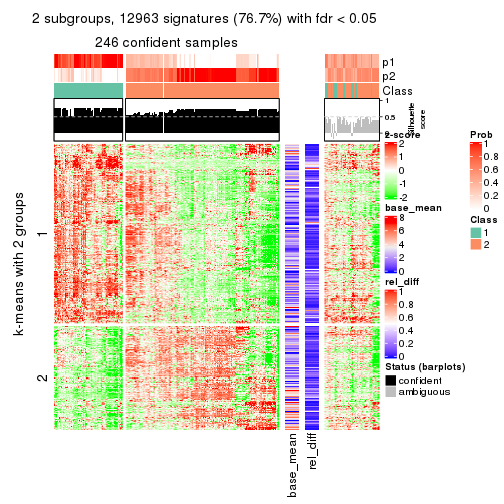 2 subgroups, 12963 signatures (76.7%) with fdr < 0.05
246 confident samples
p1
p2
Class
1
0.5
0
Silhouette
score
z-score
2
1
0
-1
-2
base_mean
8
6
4
2
0
rel_diff
1
0.8
0.6
0.4
0.2
0
Status (barplots)
confident
ambiguous
Prob
1
0.8
0.6
0.4
0.2
0
Class
1
2
k-means with 2 groups
1
2
base_mean
rel_diff